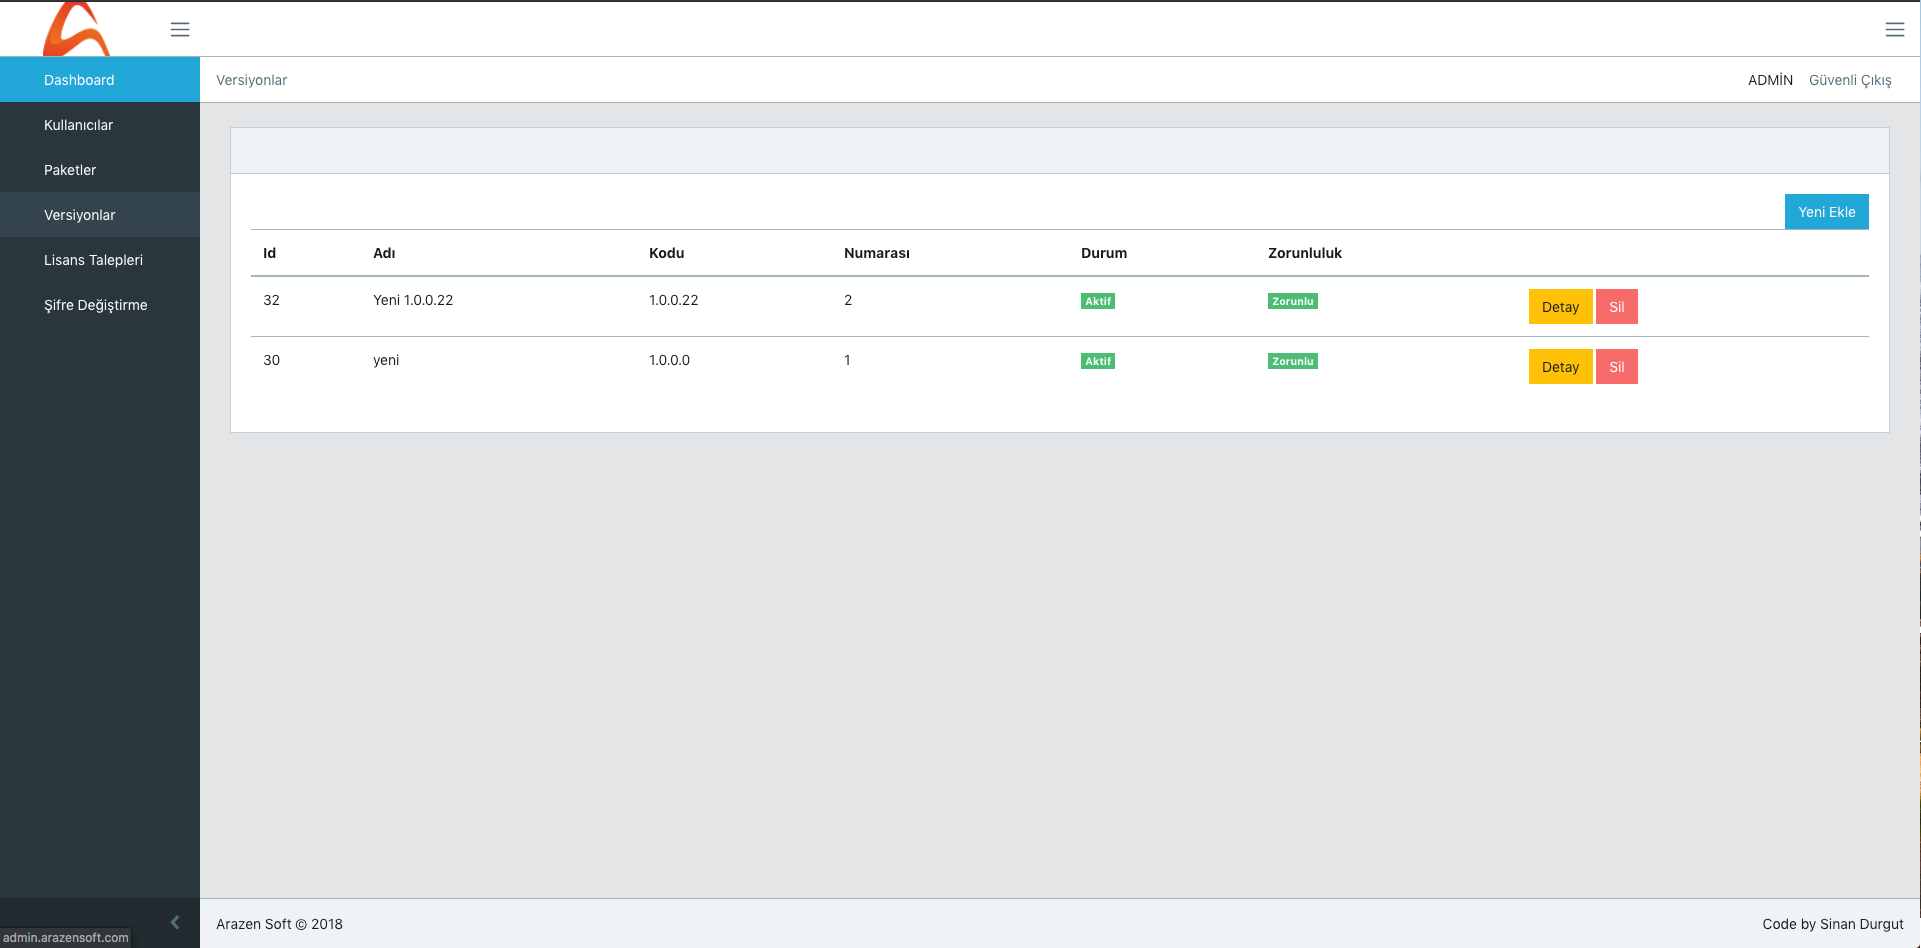 Dashboard
Kullanıcılar
Paketler
Versiyonlar
Lisans Talepleri
Şifre Değiştirme
Versiyonlar
ADMİN Güvenli Çıkış
Yeni Ekle
Id Adı Kodu Numarası Durum Zorunluluk
32 Yeni 1.0.0.22 1.0.0.22 2 Aktif Zorunlu Detay Sil
30 yeni 1.0.0.0 1 Aktif Zorunlu Detay Sil
Arazen Soft © 2018
Code by Sinan Durgut
admin.arazensoft.com